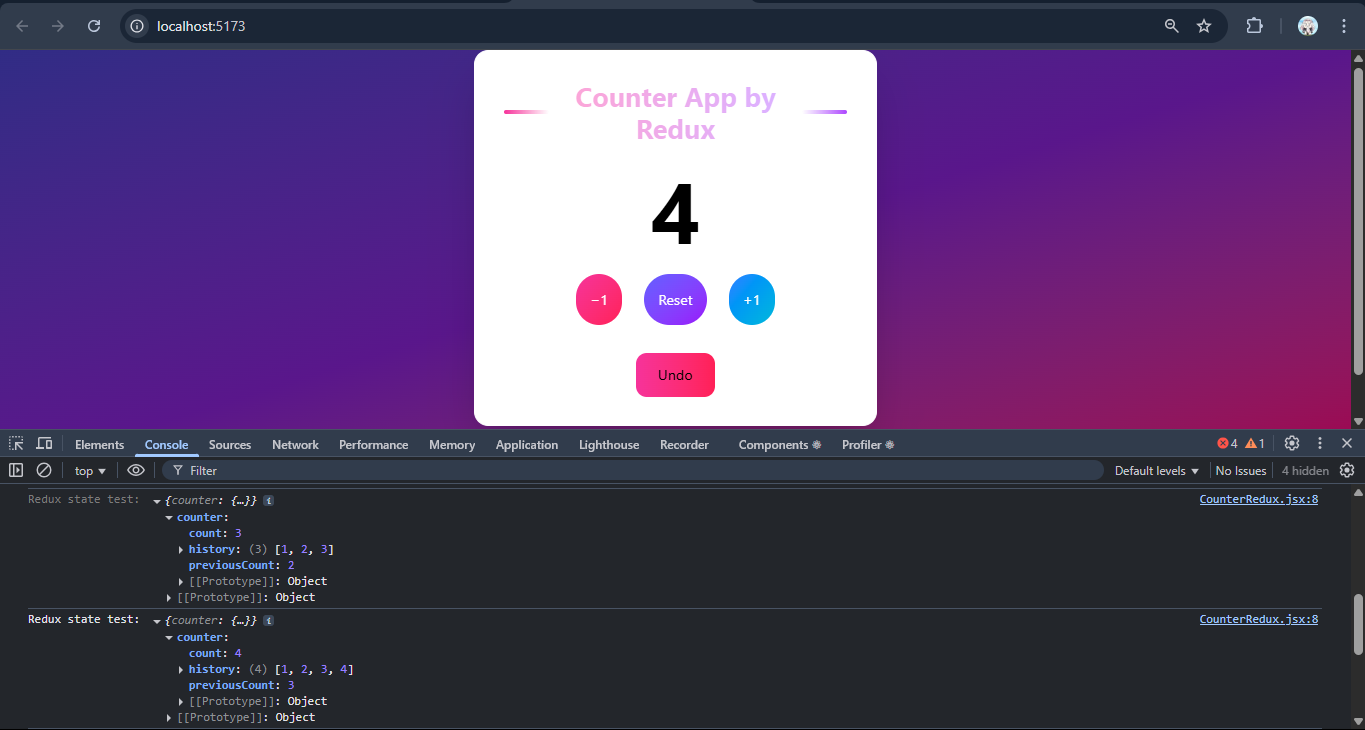 localhost:5173
Counter App by
Redux
4
−1
Reset
+1
Undo
Elements Console Sources Network Performance Memory Application Lighthouse Recorder Components Profiler 4 1
top Filter Default levels No Issues 4 hidden
Redux state test: {counter: {…}} i CounterRedux.jsx:8
counter:
count: 3
history: (3) [1, 2, 3]
previousCount: 2
[[Prototype]]: Object
[[Prototype]]: Object
Redux state test: {counter: {…}} i CounterRedux.jsx:8
counter:
count: 4
history: (4) [1, 2, 3, 4]
previousCount: 3
[[Prototype]]: Object
[[Prototype]]: Object